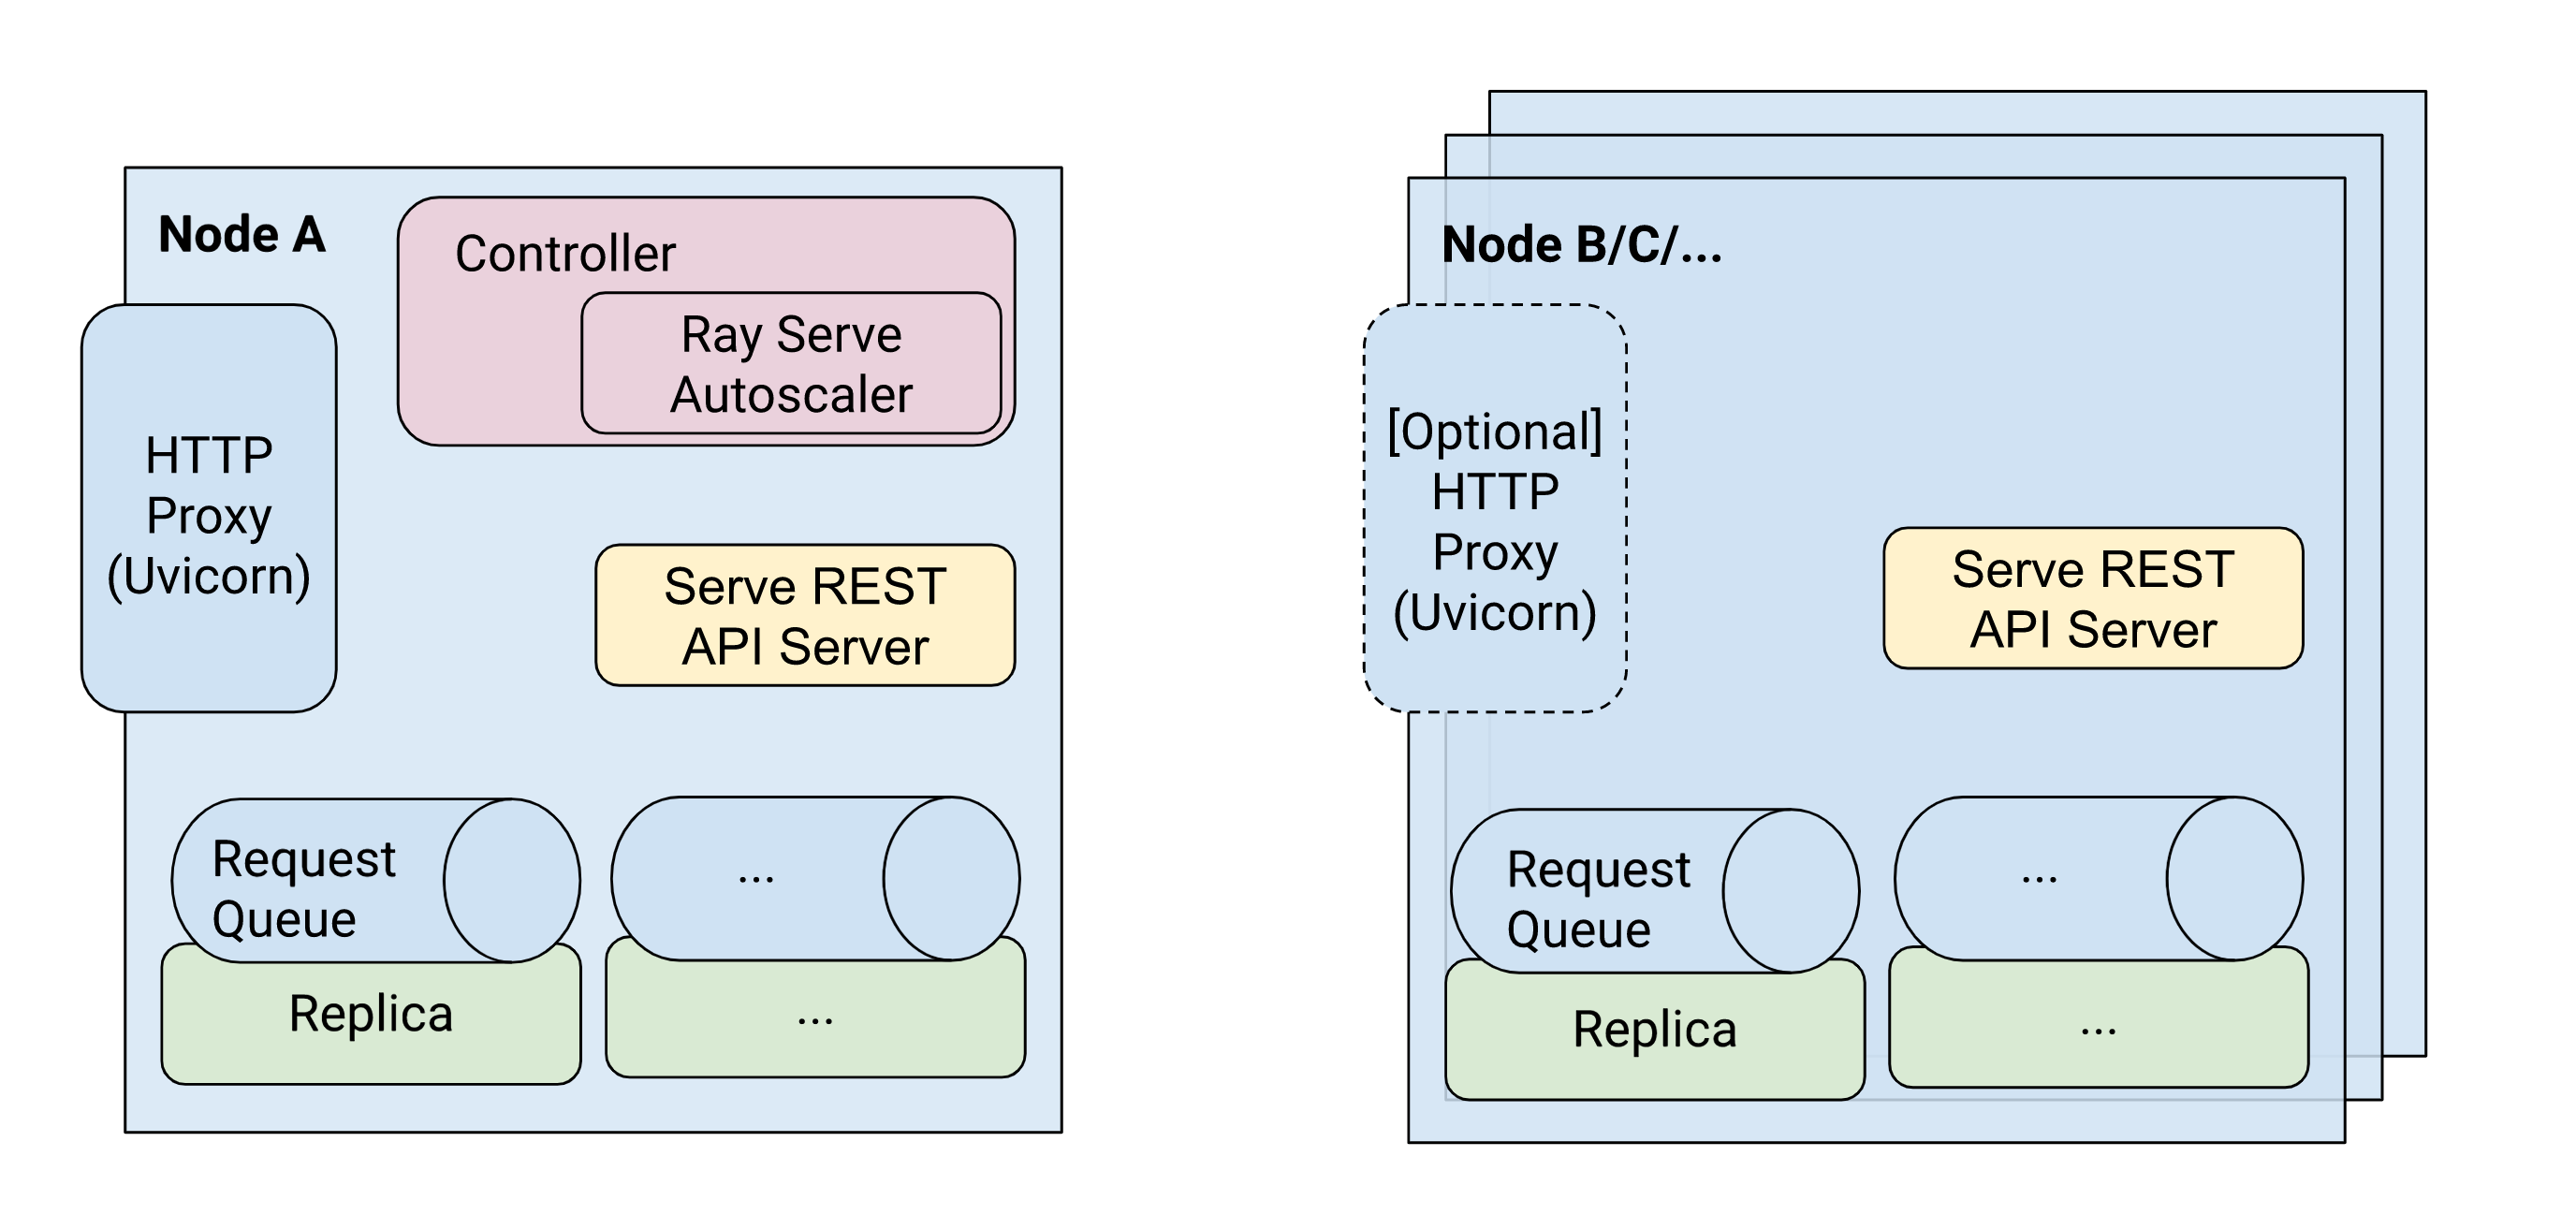 Node A
Controller
Ray Serve
Autoscaler
HTTP
Proxy
(Uvicorn)
Serve REST
API Server
Request
Queue
...
Replica
...
Node B/C/...
[Optional]
HTTP
Proxy
(Uvicorn)
Serve REST
API Server
Request
Queue
...
Replica
...